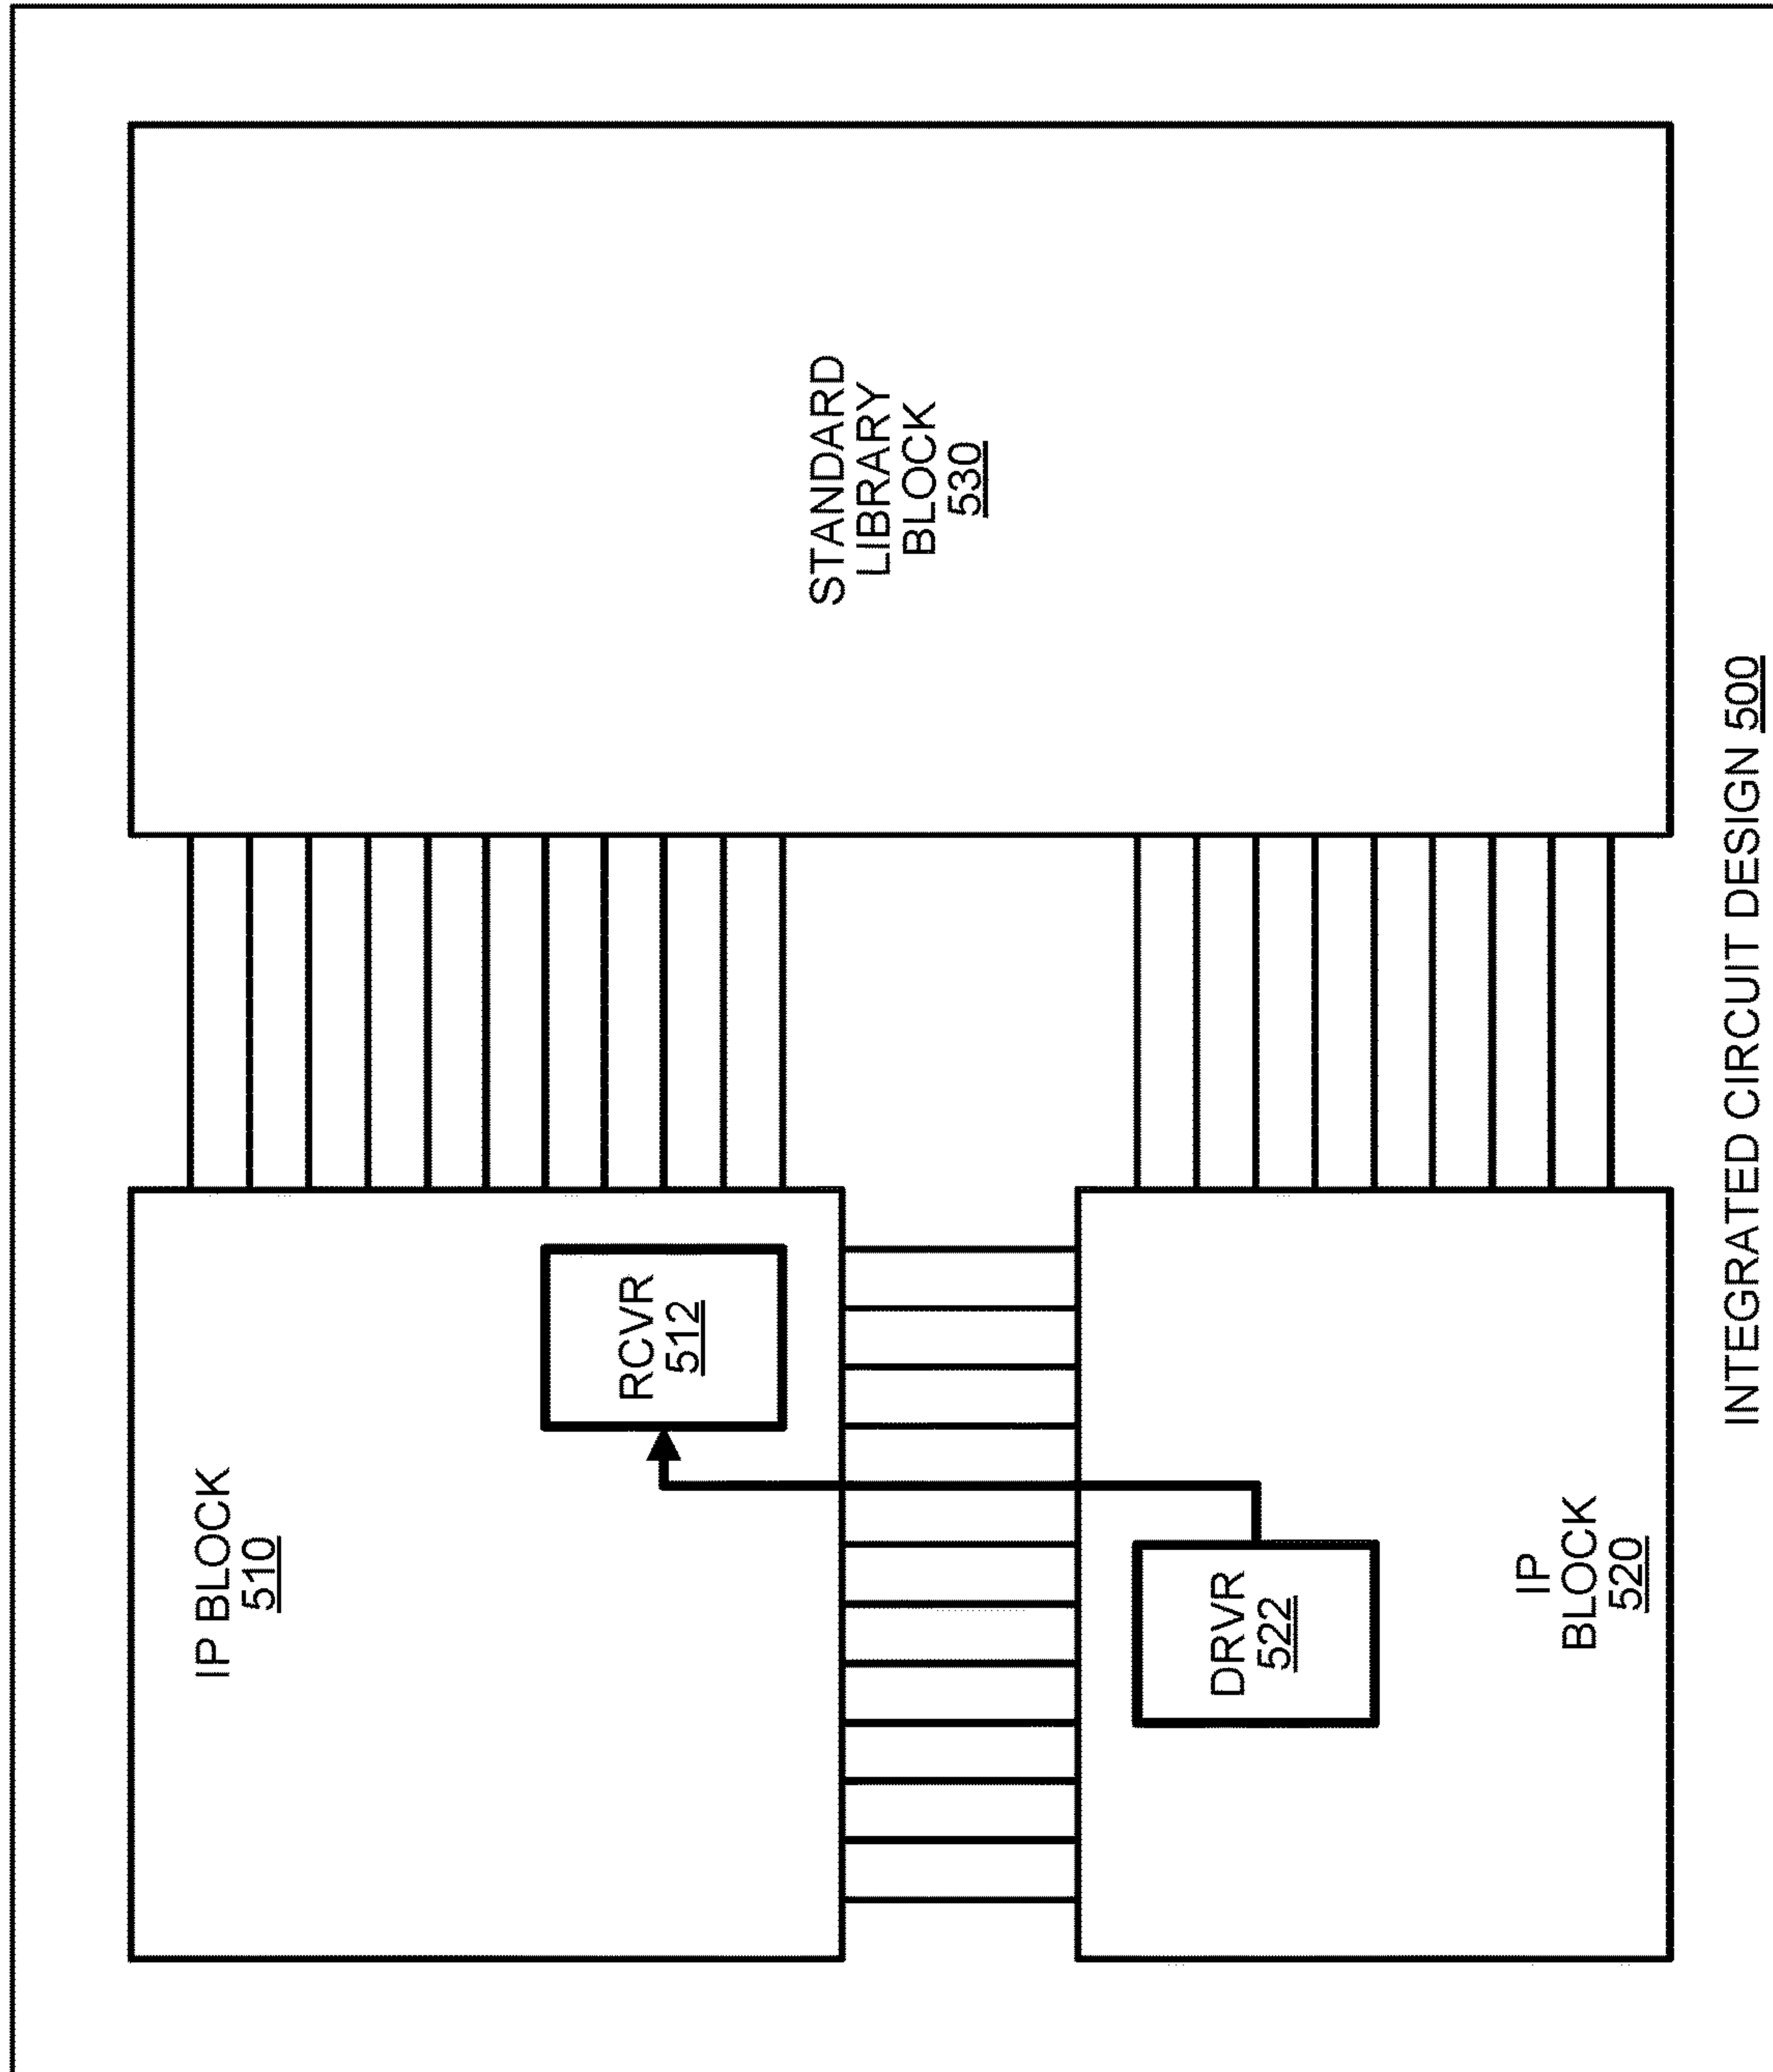 IP BLOCK
510
RCVR
512
DRVR
522
IP
BLOCK
520
STANDARD
LIBRARY
BLOCK
530
INTEGRATED CIRCUIT DESIGN 500